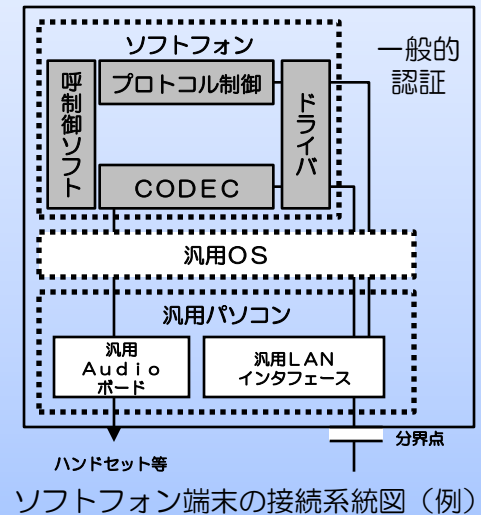 ソフトフォン
一般的
認証
呼制御ソフト
プロトコル制御
ドライバ
CODEC
汎用OS
汎用パソコン
汎用
Audio
ボード
汎用LAN
インタフェース
分界点
ハンドセット等
ソフトフォン端末の接続系統図（例）